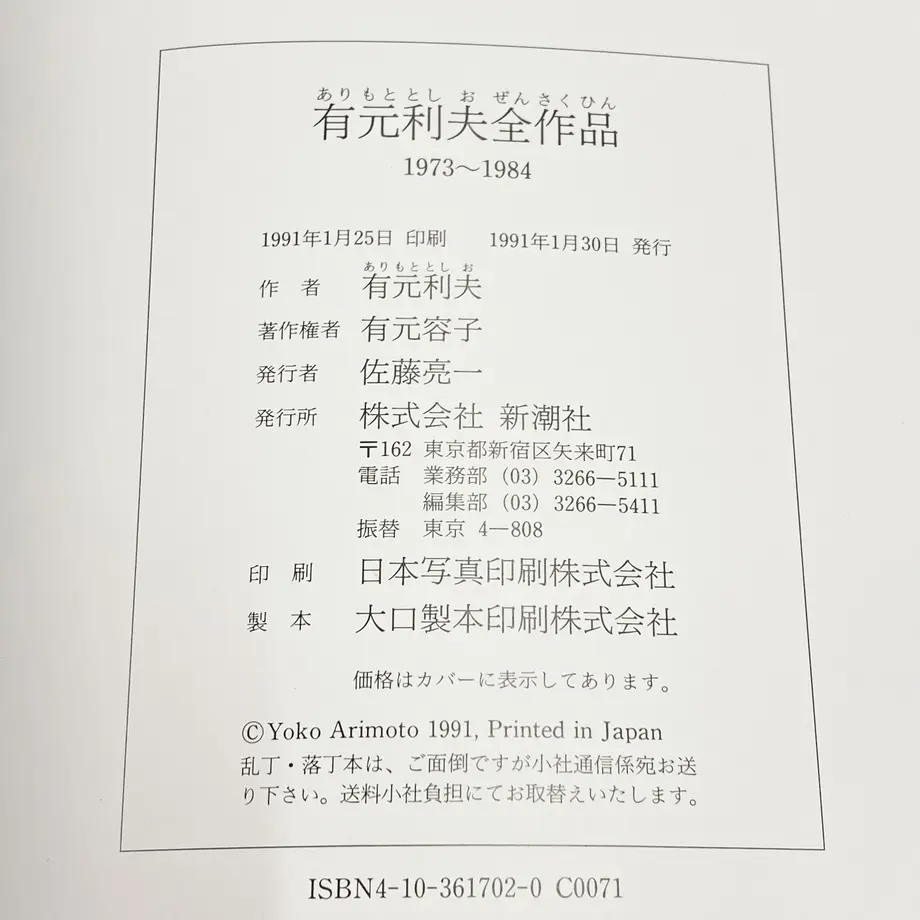 ありもととし お ぜんさくひん
有元利夫全作品
1973〜1984
1991年1月25日 印刷 1991年1月30日 発行
ありもととし お
作 者 有元利夫
著作権者 有元容子
発行者 佐藤亮一
発行所 株式会社 新潮社
〒162 東京都新宿区矢来町71
電話 業務部 (03) 3266—5111
編集部 (03) 3266—5411
振替 東京 4—808
印 刷 日本写真印刷株式会社
製 本 大口製本印刷株式会社
価格はカバーに表示してあります。
©Yoko Arimoto 1991, Printed in Japan
乱丁・落丁本は、ご面倒ですが小社通信係宛お送
り下さい。送料小社負担にてお取替えいたします。
ISBN4-10-361702-0 C0071